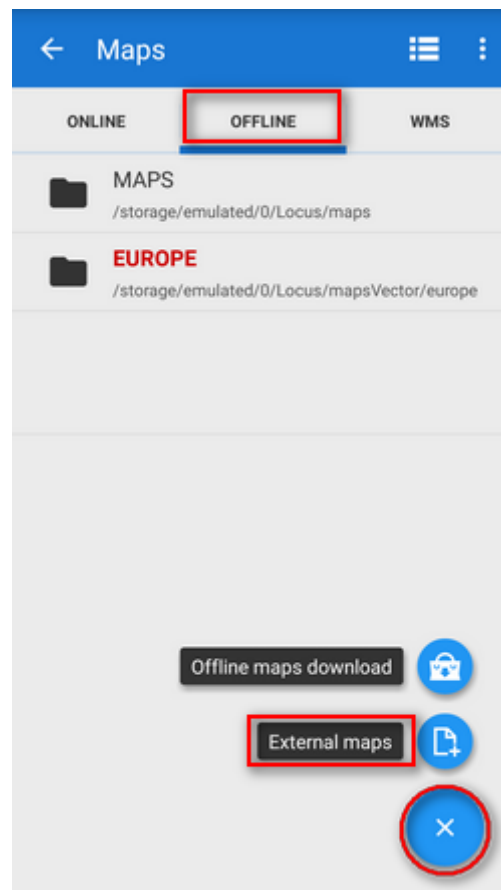 Maps
ONLINE OFFLINE WMS
MAPS
/storage/emulated/0/Locus/maps
EUROPE
/storage/emulated/0/Locus/mapsVector/europe
Offline maps download
External maps